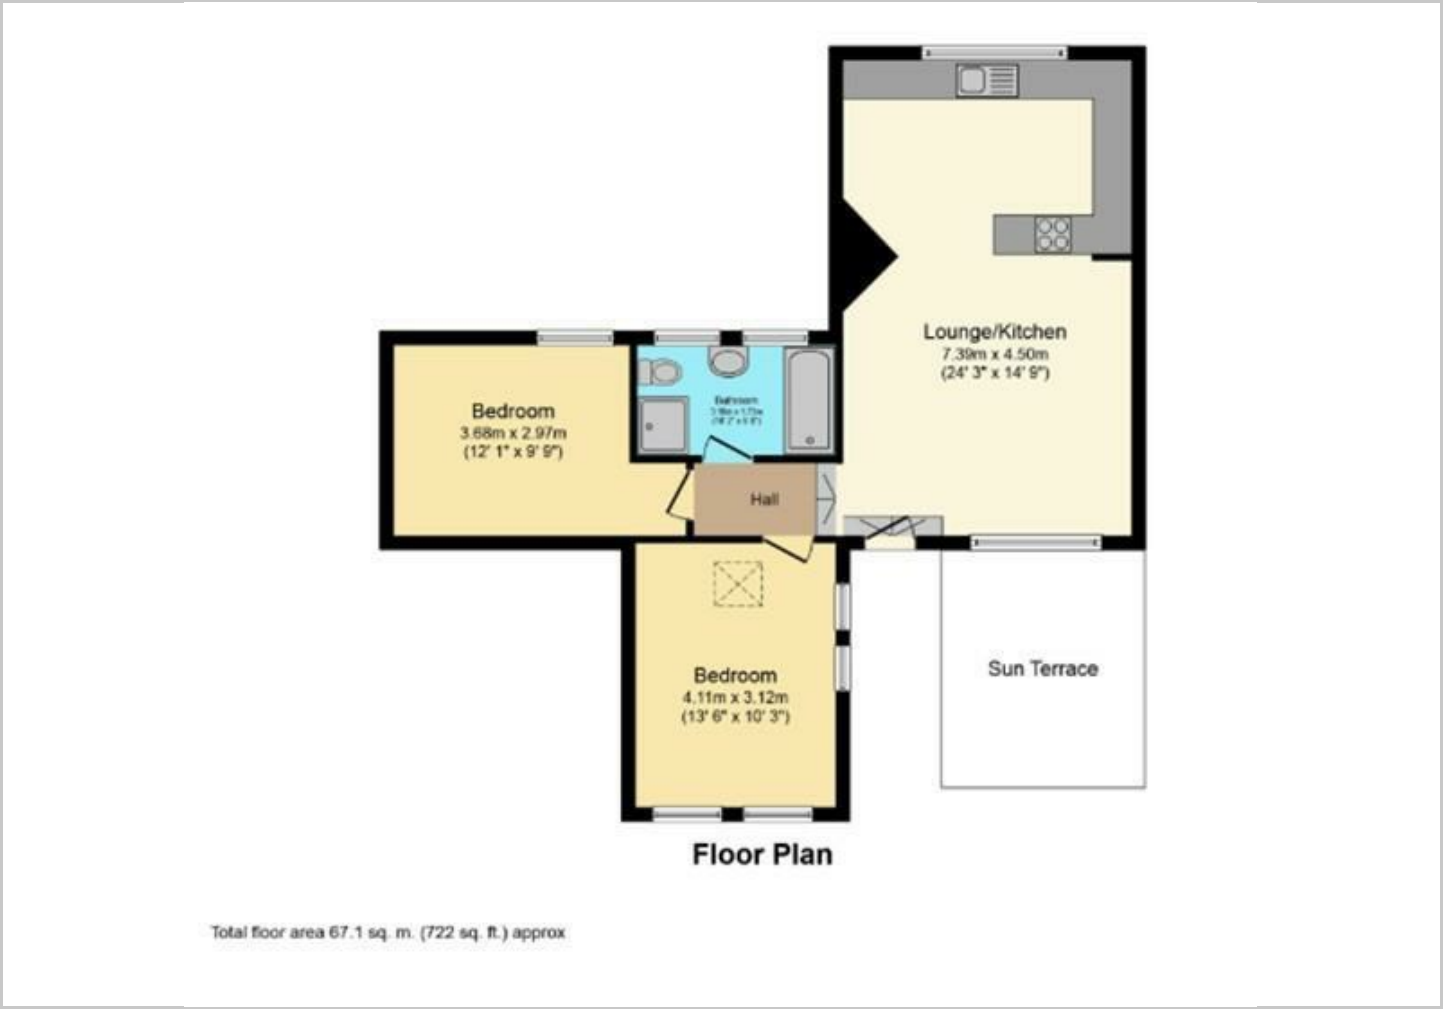 Lounge/Kitchen
7.39m x 4.50m
(24' 3" x 14' 9")
Bedroom
3.68m x 2.97m
(12' 1" x 9' 9")
Bathroom
Hall
Bedroom
4.11m x 3.12m
(13' 6" x 10' 3")
Sun Terrace
Floor Plan
Total floor area 67.1 sq. m. (722 sq. ft.) approx